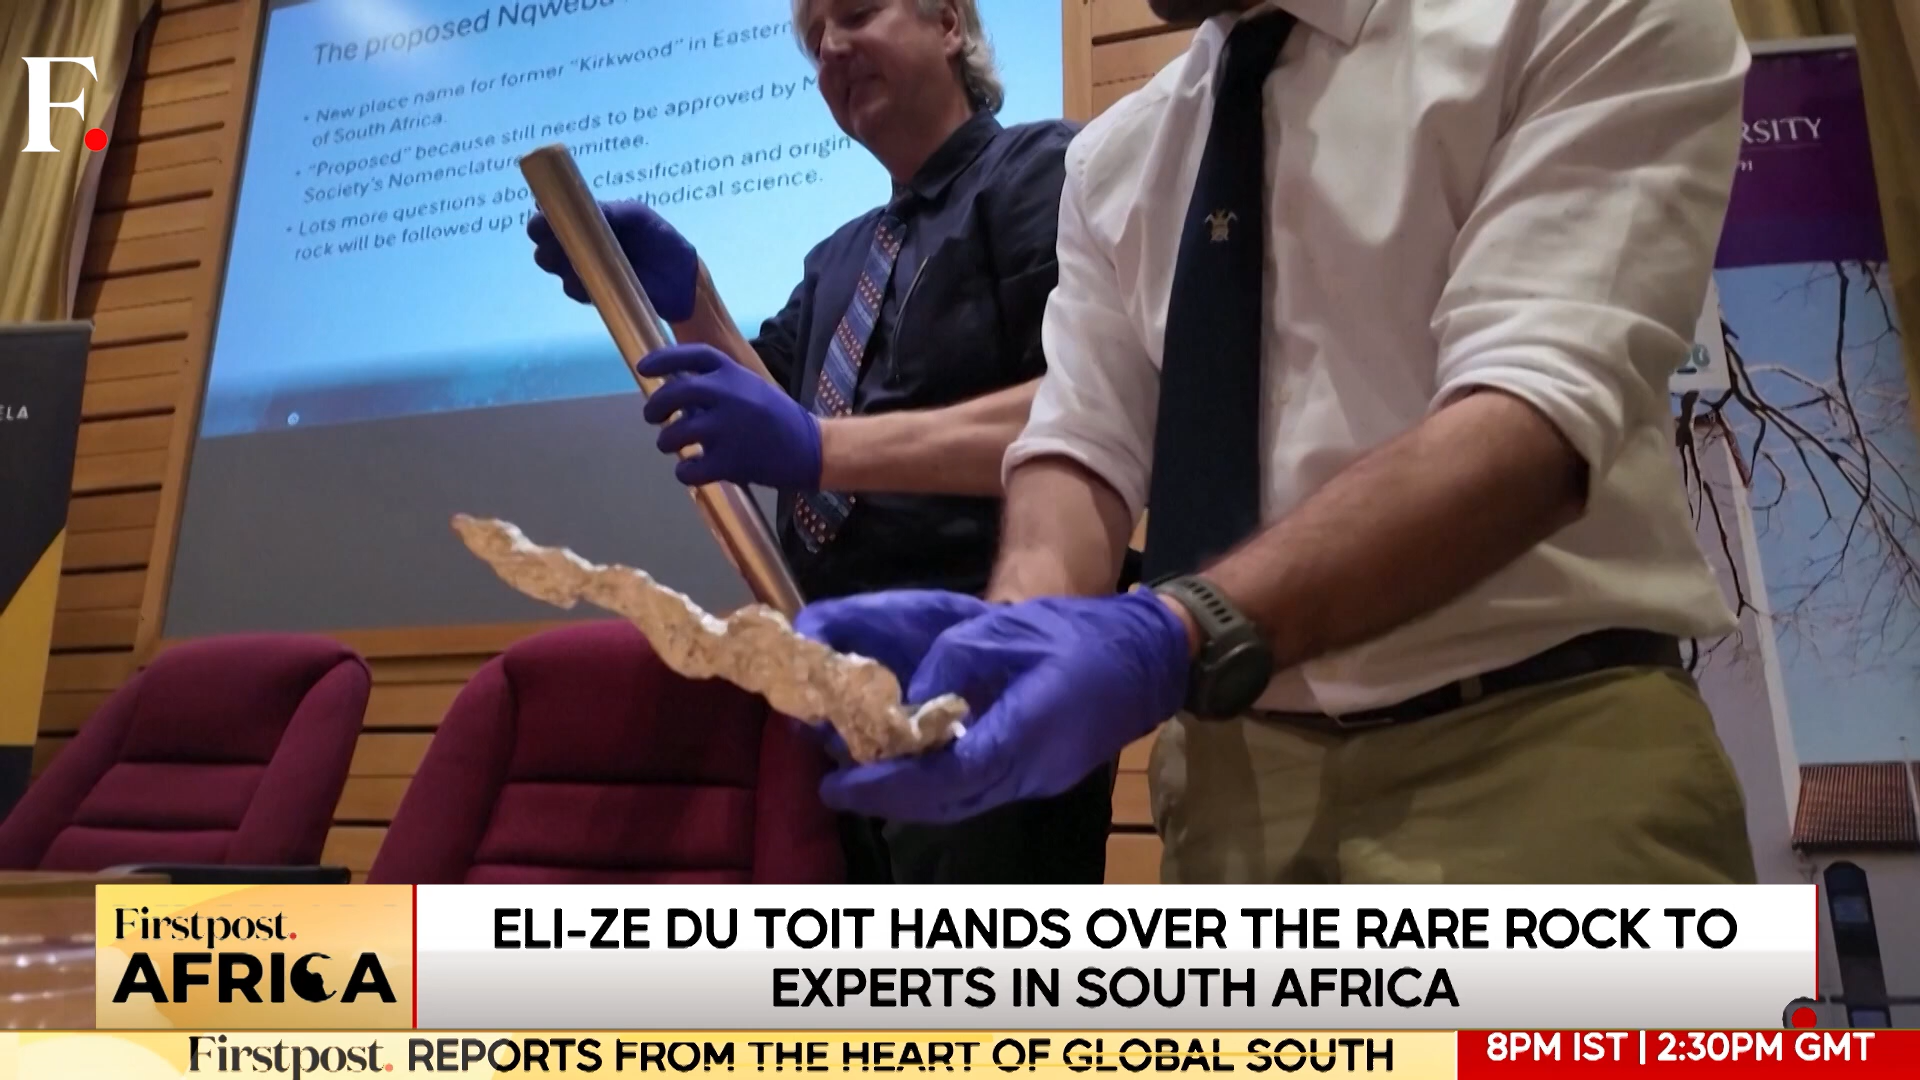 The proposed
• New place name for former "Kirkwood" in Eastern
of South Africa.
• "Proposed" because still needs to be approved by M
Society's Nomenclature
• Lots more questions classification and origin
rock will be followed up science.
F.
RSITY
ELA
Firstpost.
AFRICA
ELI-ZE DU TOIT HANDS OVER THE RARE ROCK TO
EXPERTS IN SOUTH AFRICA
Firstpost. REPORTS FROM THE HEART OF GLOBAL SOUTH
8PM IST | 2:30PM GMT